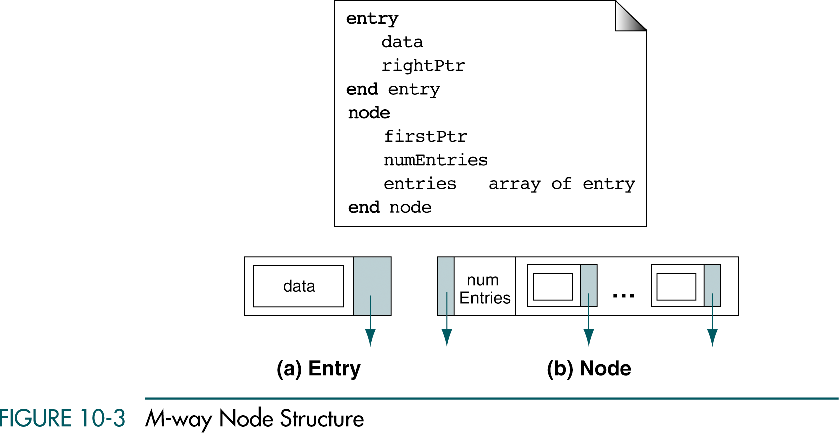 entry
data
rightPtr
end entry
node
firstPtr
numEntries
entries array of entry
end node
data
num
Entries
...
(a) Entry
(b) Node
FIGURE 10-3 M-way Node Structure